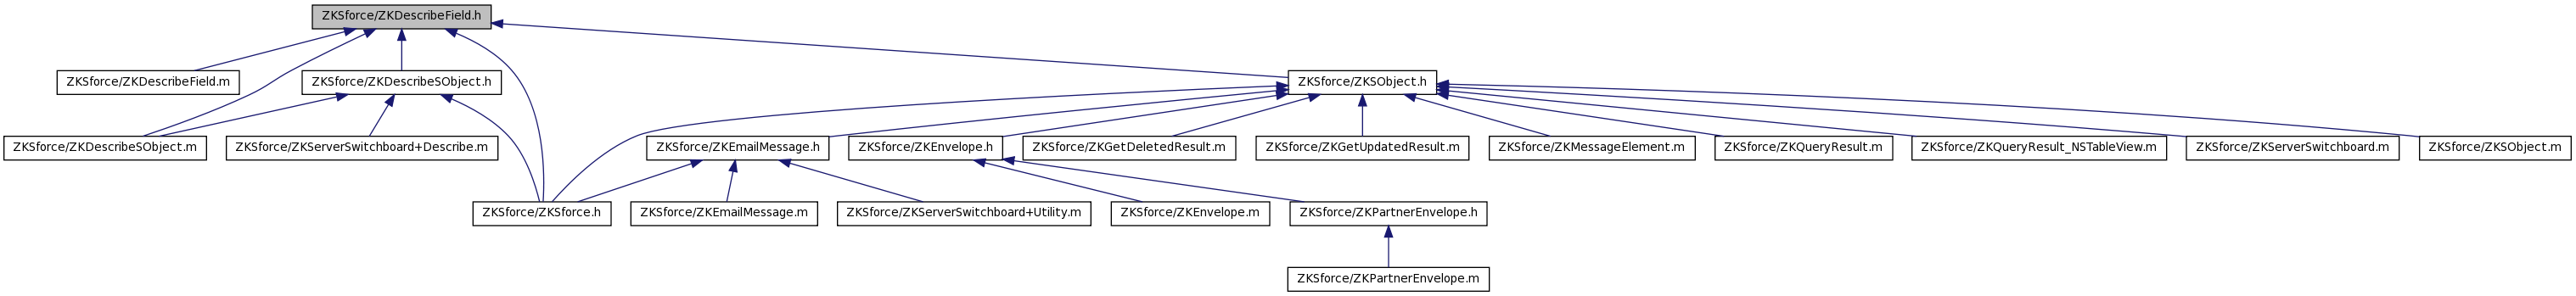 ZKSforce/ZKDescribeField.h
ZKSforce/ZKDescribeField.m
ZKSforce/ZKDescribeSObject.h
ZKSforce/ZKSObject.h
ZKSforce/ZKDescribeSObject.m
ZKSforce/ZKServerSwitchboard+Describe.m
ZKSforce/ZKEmailMessage.h
ZKSforce/ZKEnvelope.h
ZKSforce/ZKGetDeletedResult.m
ZKSforce/ZKGetUpdatedResult.m
ZKSforce/ZKMessageElement.m
ZKSforce/ZKQueryResult.m
ZKSforce/ZKQueryResult_NSTableView.m
ZKSforce/ZKServerSwitchboard.m
ZKSforce/ZKSObject.m
ZKSforce/ZKSforce.h
ZKSforce/ZKEmailMessage.m
ZKSforce/ZKServerSwitchboard+Utility.m
ZKSforce/ZKEnvelope.m
ZKSforce/ZKPartnerEnvelope.h
ZKSforce/ZKPartnerEnvelope.m